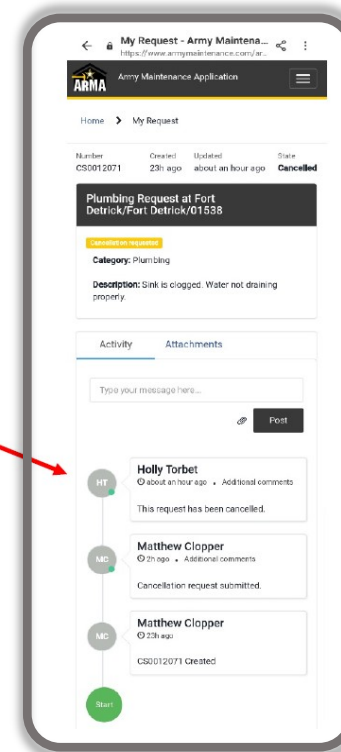 My Request - Army Maintena...
https://www.armymaintenance.com/ar...
ARMA
Army Maintenance Application
Home > My Request
Number Created Updated State
CS0012071 23h ago about an hour ago Cancelled
Plumbing Request at Fort
Detrick/Fort Detrick/01538
Cancellation requested
Category: Plumbing
Description: Sink is clogged. Water not draining
properly.
Activity Attachments
Type your message here...
Post
HT
Holly Torbet
about an hour ago • Additional comments
This request has been cancelled.
MC
Matthew Clopper
2h ago • Additional comments
Cancellation request submitted.
MC
Matthew Clopper
23h ago
CS0012071 Created
Start